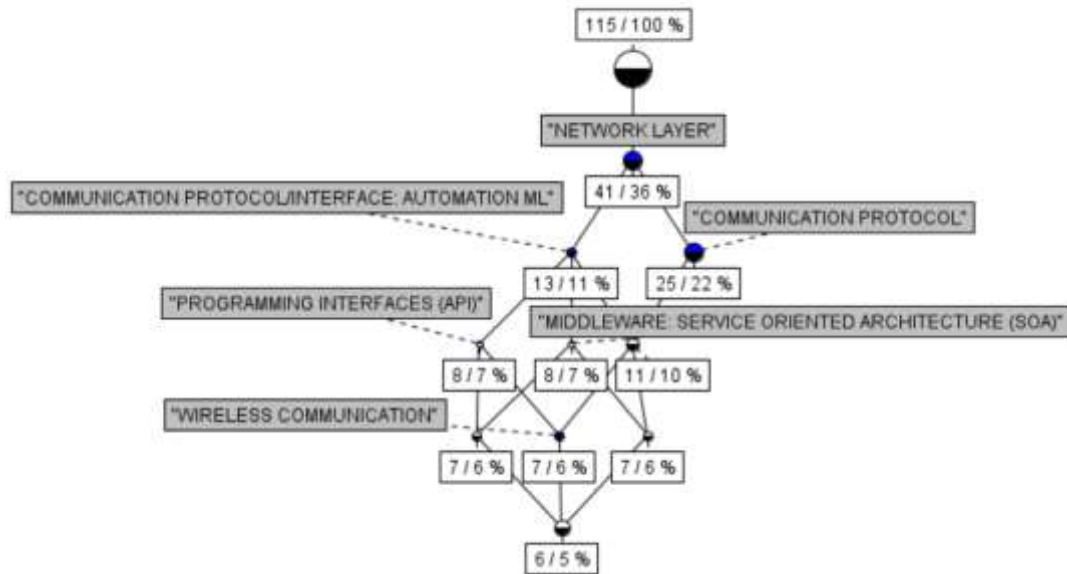 115 / 100 %
"NETWORK LAYER"
41 / 36 %
"COMMUNICATION PROTOCOL/INTERFACE: AUTOMATION ML"
"COMMUNICATION PROTOCOL"
13 / 11 %
25 / 22 %
"PROGRAMMING INTERFACES (API)"
"MIDDLEWARE: SERVICE ORIENTED ARCHITECTURE (SOA)"
8 / 7 %
8 / 7 %
11 / 10 %
"WIRELESS COMMUNICATION"
7 / 6 %
7 / 6 %
7 / 6 %
6 / 5 %